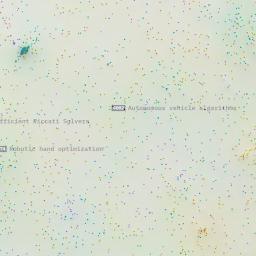 Autonomous vehicle algorithms
fficient Riccati Solvers
Robotic hand optimization